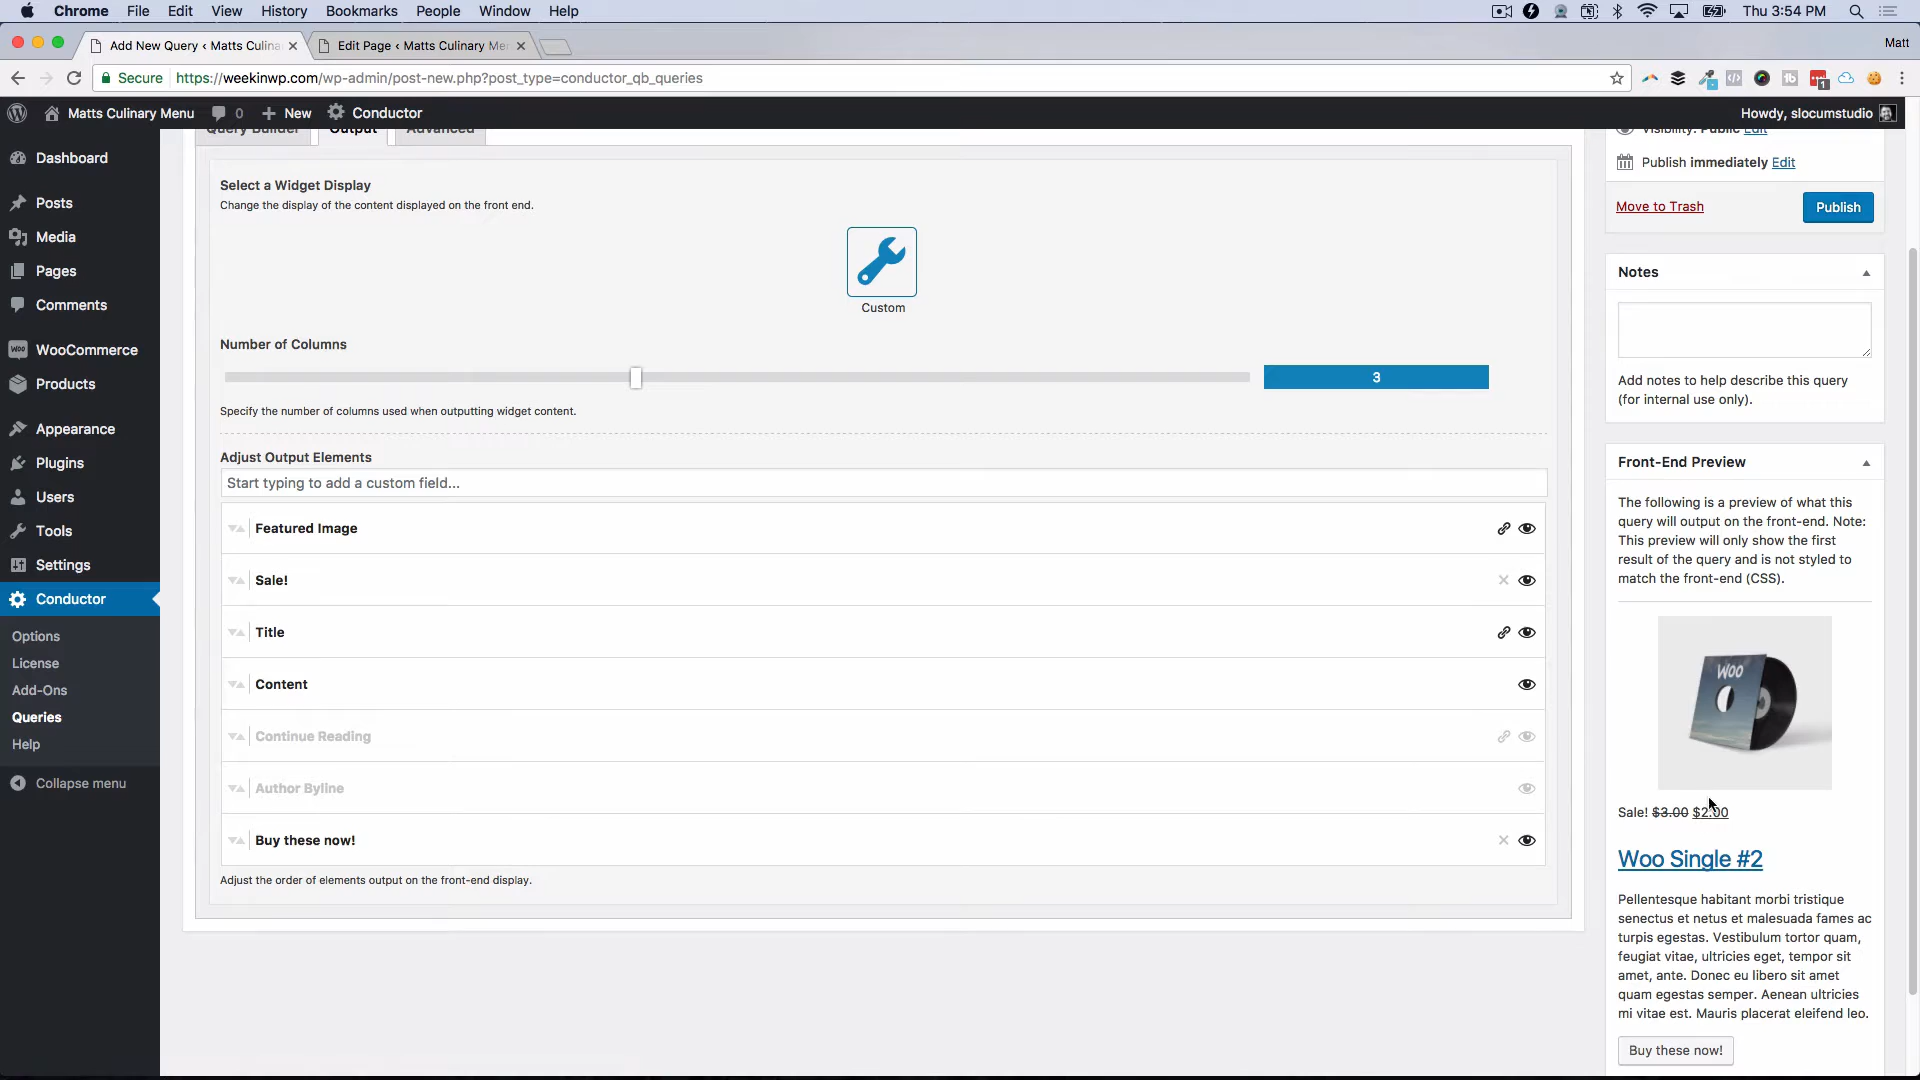 Chrome File Edit View History Bookmarks People Window Help Thu 3:54 PM
Add New Query ‹ Matts Culina Edit Page ‹ Matts Culinary Me Matt
Secure https://weekinwp.com/wp-admin/post-new.php?post_type=conductor_qb_queries
Matts Culinary Menu 0 New Conductor Howdy, slocumstudio
Dashboard
Posts
Media
Pages
Comments
WooCommerce
Products
Appearance
Plugins
Users
Tools
Settings
Conductor
Options
License
Add-Ons
Queries
Help
Collapse menu
Query Builder Output Advanced
Select a Widget Display
Change the display of the content displayed on the front end.
Custom
Number of Columns
3
Specify the number of columns used when outputting widget content.
Adjust Output Elements
Start typing to add a custom field...
Featured Image
Sale!
Title
Content
Continue Reading
Author Byline
Buy these now!
Adjust the order of elements output on the front-end display.
Visibility: Public Edit
Publish immediately Edit
Move to Trash Publish
Notes
Add notes to help describe this query
(for internal use only).
Front-End Preview
The following is a preview of what this
query will output on the front-end. Note:
This preview will only show the first
result of the query and is not styled to
match the front-end (CSS).
WOO
Sale! $3.00 $2.00
Woo Single #2
Pellentesque habitant morbi tristique
senectus et netus et malesuada fames ac
turpis egestas. Vestibulum tortor quam,
feugiat vitae, ultricies eget, tempor sit
amet, ante. Donec eu libero sit amet
quam egestas semper. Aenean ultricies
mi vitae est. Mauris placerat eleifend leo.
Buy these now!